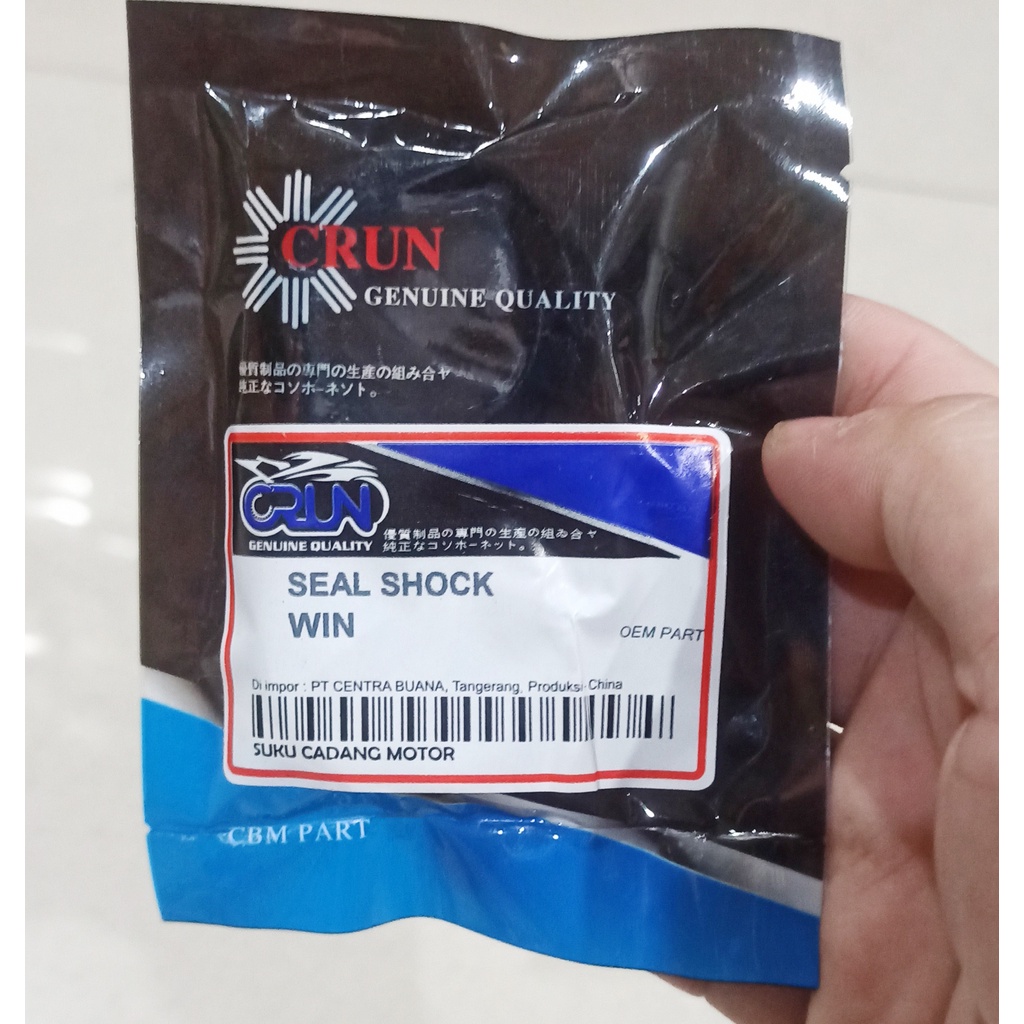 CRUN
GENUINE QUALITY
優質制品の専門の生産の組み合ヤ
純正なコソホーネソト。
CRUN
GENUINE QUALITY
優質制品の専門の生産の組ゐ合ヤ
純正なコソホーネット。
SEAL SHOCK
WIN
OEM PART
Di impor : PT CENTRA BUANA, Tangerang, Produksi China
SUKU CADANG MOTOR
CBM PART